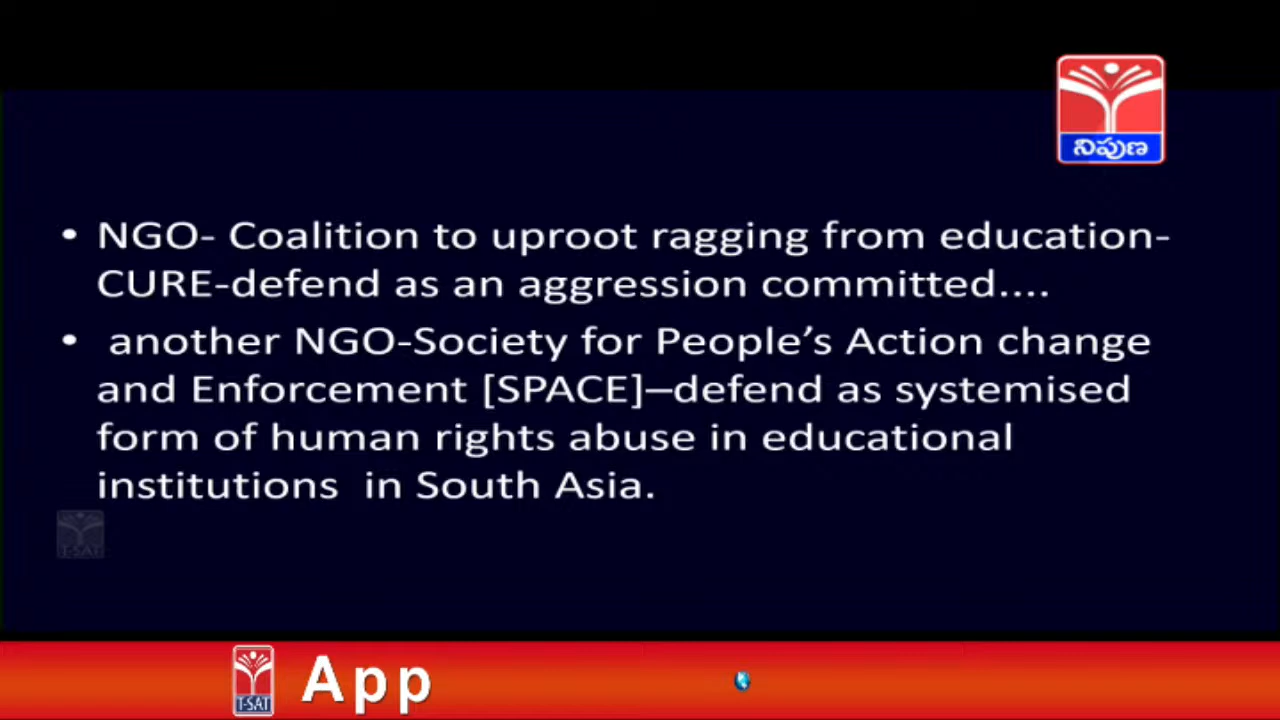 నిపుణ
• NGO- Coalition to uproot ragging from education-
CURE-defend as an aggression committed....
• another NGO-Society for People's Action change
and Enforcement [SPACE]–defend as systemised
form of human rights abuse in educational
institutions in South Asia.
T-SAT
T-SAT
App